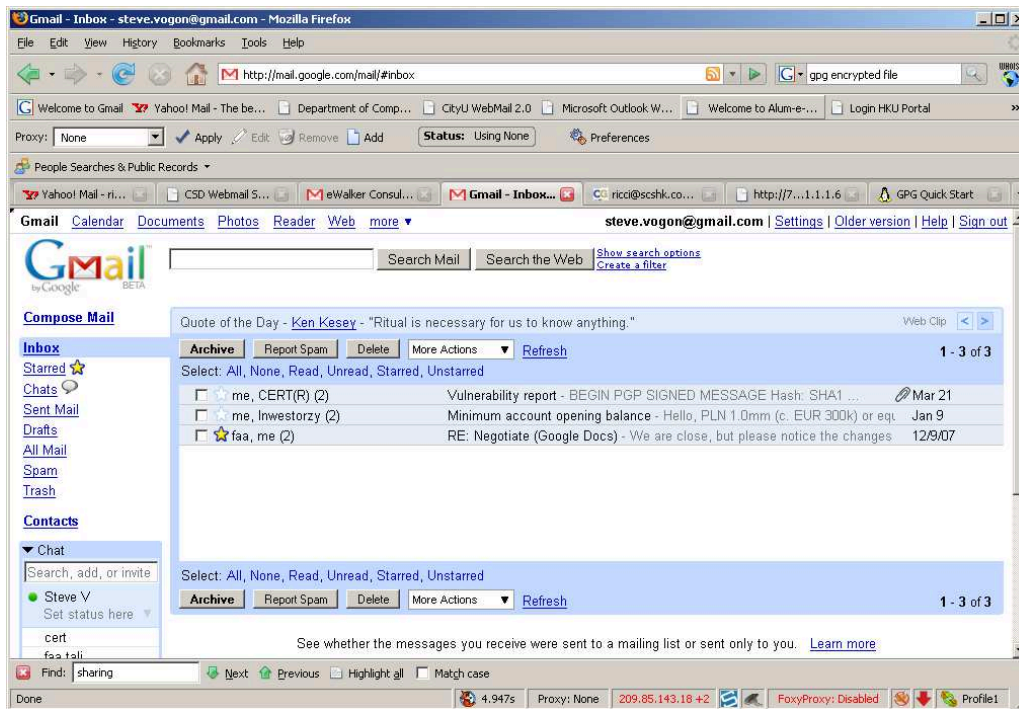 Gmail - Inbox - steve.vogon@gmail.com - Mozilla Firefox
File Edit View History Bookmarks Tools Help
http://mail.google.com/mail/#inbox G gpg encrypted file WHOIS
Welcome to Gmail Yahoo! Mail - The be... Department of Comp... CityU WebMail 2.0 Microsoft Outlook W... Welcome to Alum-e-... Login HKU Portal »
Proxy: None Apply Edit Remove Add Status: Using None Preferences
People Searches & Public Records
Yahoo! Mail - ri... CSD Webmail S... eWalker Consul... Gmail - Inbox... ricci@scshk.co... http://7...1.1.1.6 GPG Quick Start
Gmail Calendar Documents Photos Reader Web more ▼ steve.vogon@gmail.com | Settings | Older version | Help | Sign out
Gmail by Google BETA Search Mail Search the Web Show search options
Create a filter
Compose Mail
Quote of the Day - Ken Kesey - "Ritual is necessary for us to know anything." Web Clip < >
Inbox
Archive Report Spam Delete More Actions ▼ Refresh 1 - 3 of 3
Starred
Select: All, None, Read, Unread, Starred, Unstarred
Chats
me, CERT(R) (2) Vulnerability report - BEGIN PGP SIGNED MESSAGE Hash: SHA1 ... Mar 21
Sent Mail
me, Inwestorzy (2) Minimum account opening balance - Hello, PLN 1.0mm (c. EUR 300k) or equ Jan 9
Drafts
faa, me (2) RE: Negotiate (Google Docs) - We are close, but please notice the changes 12/9/07
All Mail
Spam
Trash
Contacts
▼ Chat
Search, add, or invite
Select: All, None, Read, Unread, Starred, Unstarred
Steve V
Archive Report Spam Delete More Actions ▼ Refresh 1 - 3 of 3
Set status here ▼
cert
See whether the messages you receive were sent to a mailing list or sent only to you. Learn more
faa tali
Find: sharing Next Previous Highlight all Match case
Done 4.947s Proxy: None 209.85.143.18 +2 FoxyProxy: Disabled Profile1